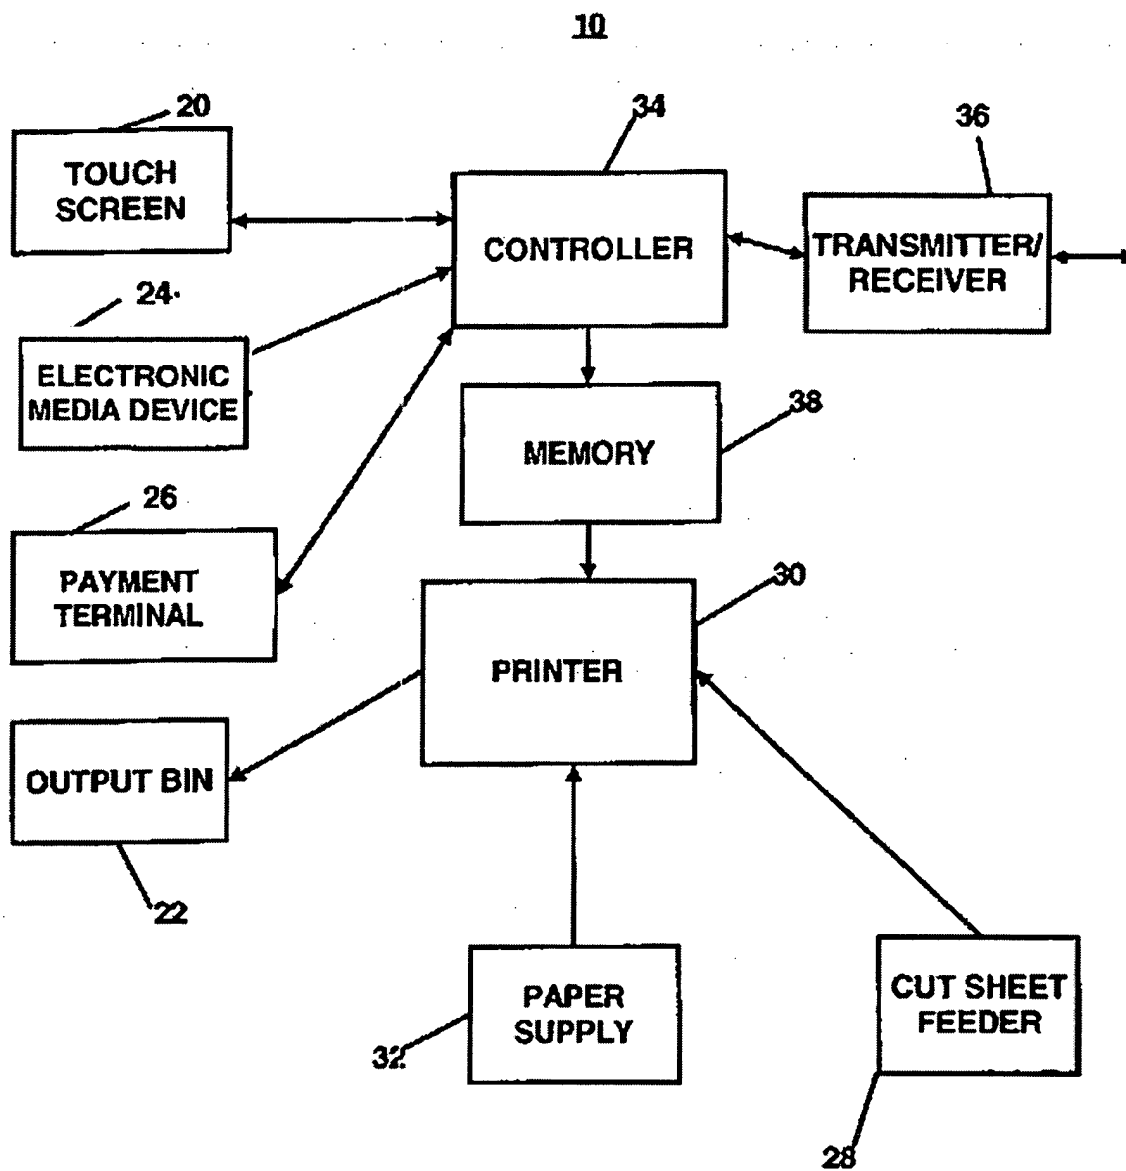 10
20
34
36
TOUCH
SCREEN
CONTROLLER
TRANSMITTER/
RECEIVER
24
ELECTRONIC
MEDIA DEVICE
38
MEMORY
26
PAYMENT
TERMINAL
30
PRINTER
OUTPUT BIN
22
PAPER
SUPPLY
32
CUT SHEET
FEEDER
28